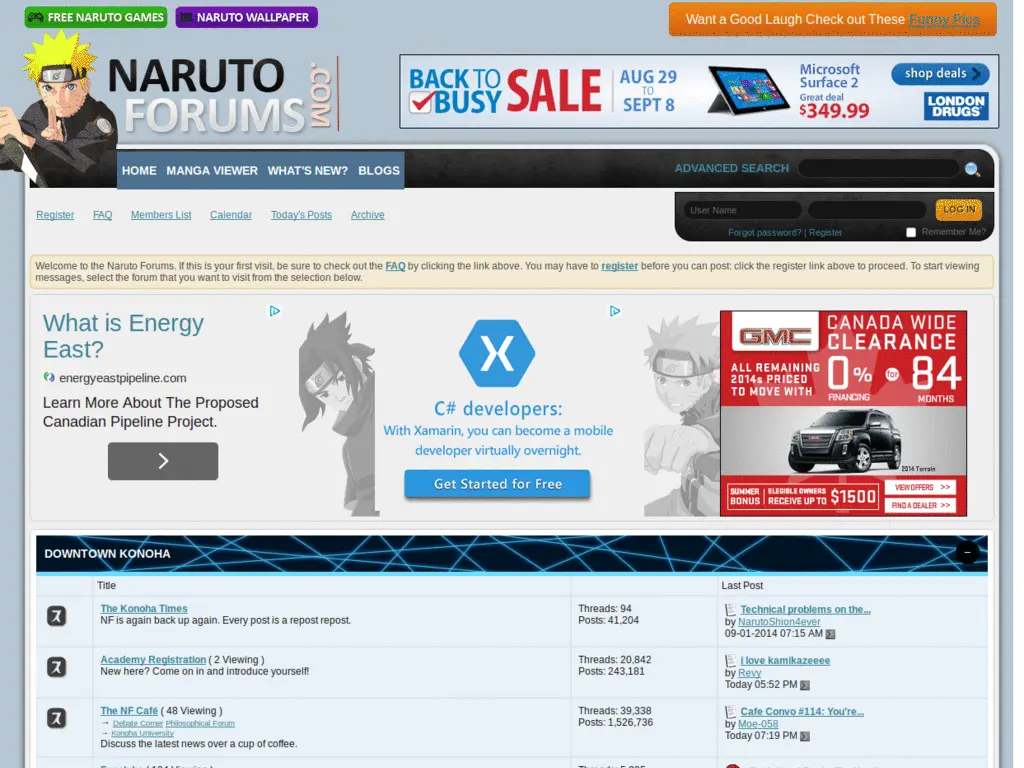 FREE NARUTO GAMES
NARUTO WALLPAPER
Want a Good Laugh Check out These Funny Pics
NARUTO
FORUMS
.COM
BACK TO
BUSY
SALE
AUG 29
TO
SEPT 8
Microsoft
Surface 2
Great deal
$349.99
shop deals
LONDON
DRUGS
HOME MANGA VIEWER WHAT'S NEW? BLOGS
ADVANCED SEARCH
Register FAQ Members List Calendar Today's Posts Archive
User Name
LOG IN
Forgot password? | Register
Remember Me?
Welcome to the Naruto Forums. If this is your first visit, be sure to check out the FAQ by clicking the link above. You may have to register before you can post: click the register link above to proceed. To start viewing
messages, select the forum that you want to visit from the selection below.
What is Energy
East?
energyeastpipeline.com
Learn More About The Proposed
Canadian Pipeline Project.
C# developers:
With Xamarin, you can become a mobile
developer virtually overnight.
Get Started for Free
GMC
CANADA WIDE
CLEARANCE
ALL REMAINING
2014s PRICED
TO MOVE WITH
0%
FINANCING
for
84
MONTHS
GMC
2014 Terrain
SUMMER
BONUS
ELIGIBLE OWNERS
RECEIVE UP TO
$1500
VIEW OFFERS >>
FIND A DEALER >>
DOWNTOWN KONOHA
Title
Last Post
ス
The Konoha Times
NF is again back up again. Every post is a repost repost.
Threads: 94
Posts: 41,204
Technical problems on the...
by NarutoShion4ever
09-01-2014 07:15 AM
ス
Academy Registration ( 2 Viewing )
New here? Come on in and introduce yourself!
Threads: 20,842
Posts: 243,181
i love kamikazeeee
by Revy
Today 05:52 PM
ス
The NF Café ( 48 Viewing )
→ Debate Corner Philosophical Forum
→ Konoha University
Discuss the latest news over a cup of coffee.
Threads: 39,338
Posts: 1,526,736
Cafe Convo #114: You're...
by Moe-058
Today 07:19 PM